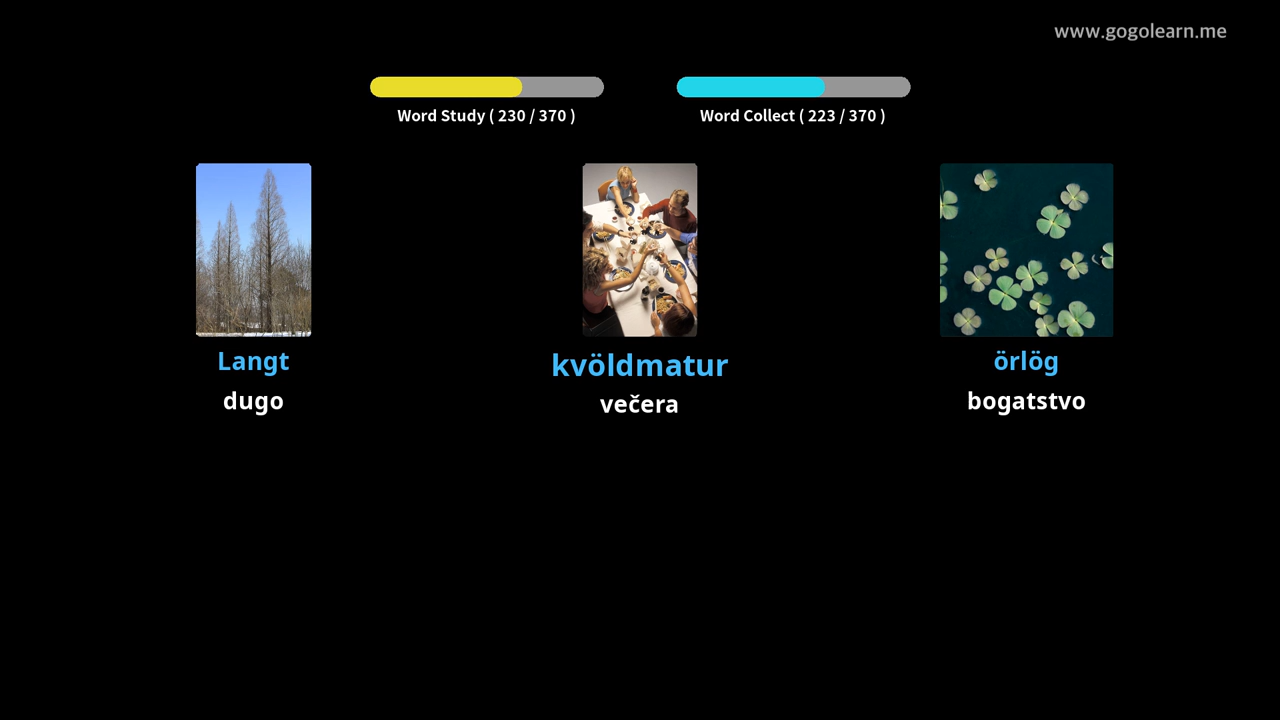 www.gogolearn.me
Word Study ( 230 / 370 )
Word Collect ( 223 / 370 )
Langt
dugo
kvöldmatur
večera
örlög
bogatstvo